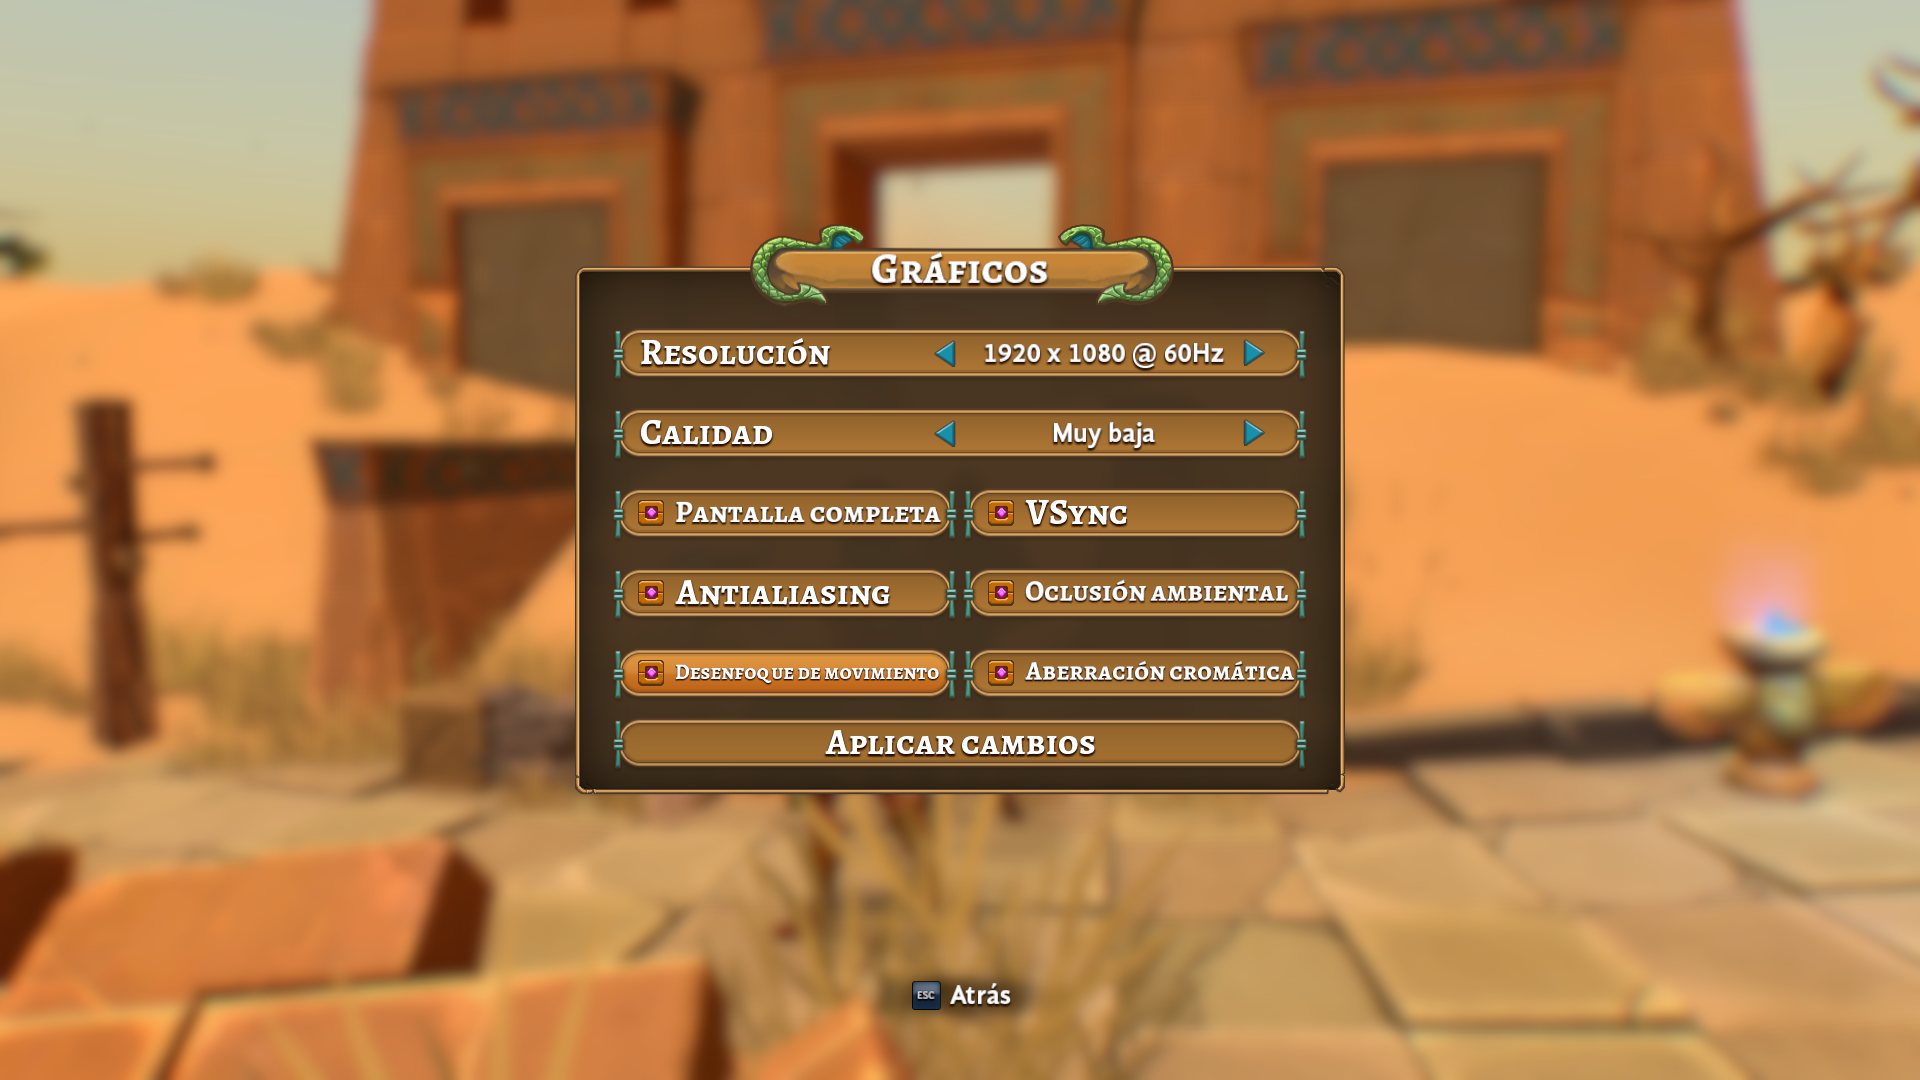 Gráficos
Resolución
1920 x 1080 @ 60Hz
Calidad
Muy baja
Pantalla completa
VSync
Antialiasing
Oclusión ambiental
Desenfoque de movimiento
Aberración cromática
Aplicar cambios
ESC Atrás